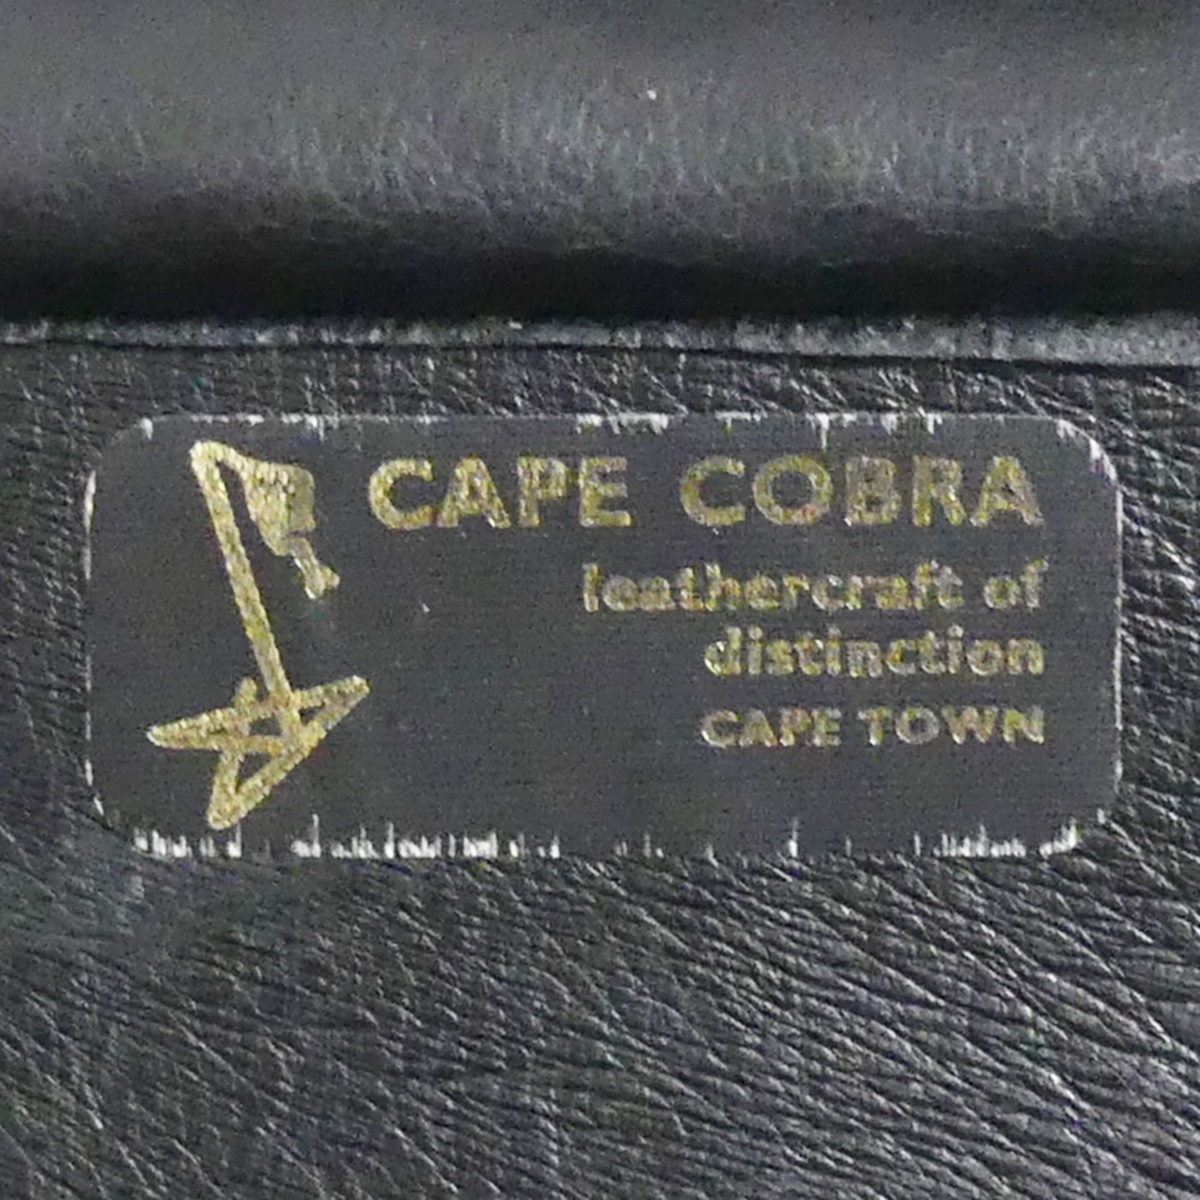 CAPE COBRA
leathercraft of
distinction
CAPE TOWN